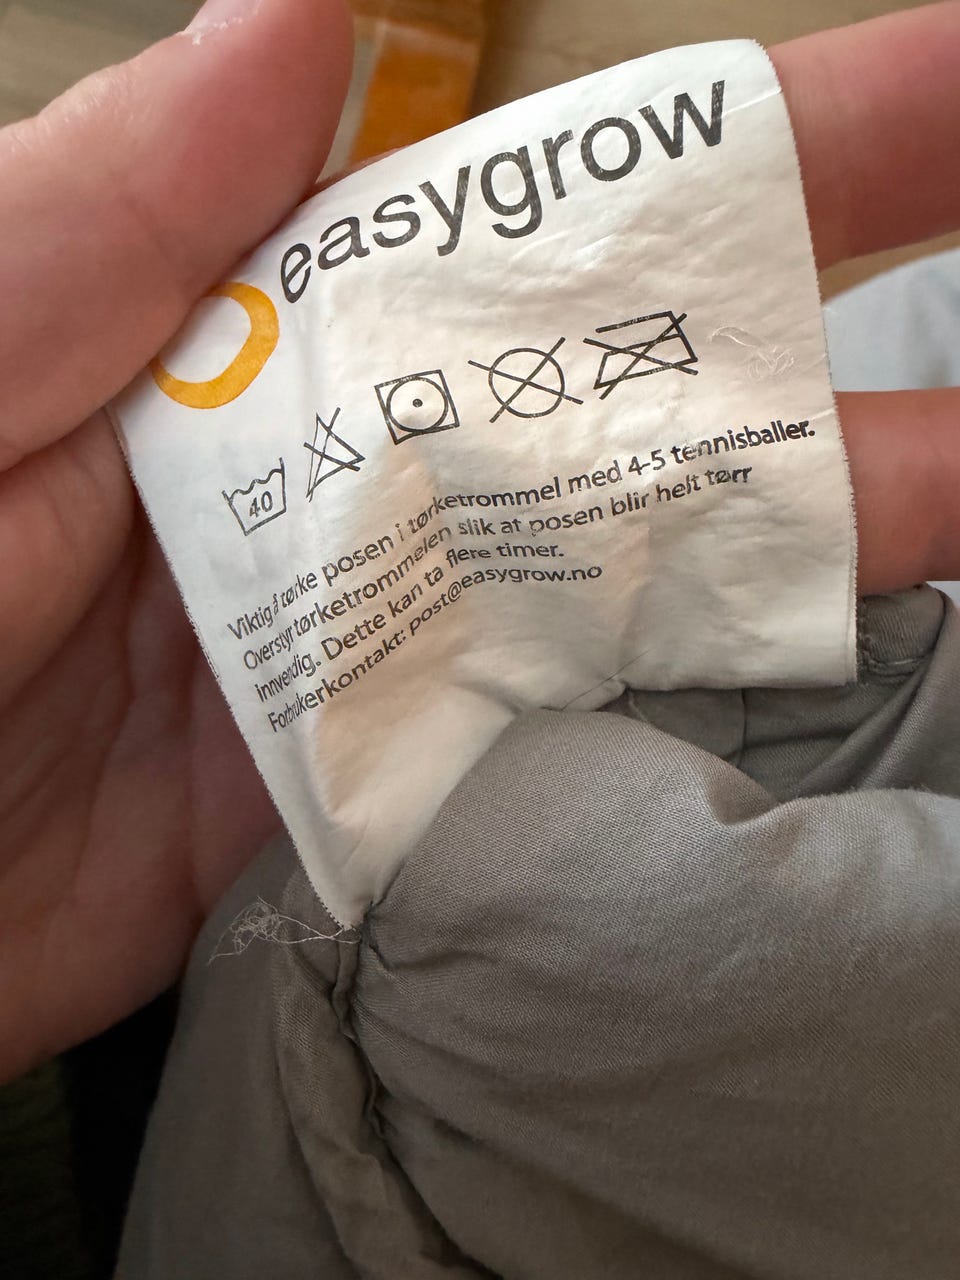 easygrow
40
Viktig å tørke posen i tørketrommel med 4-5 tennisballer.
Overstyr tørketrommelen slik at posen blir helt tørr
innvendig. Dette kan ta flere timer.
Forbrukerkontakt: post@easygrow.no